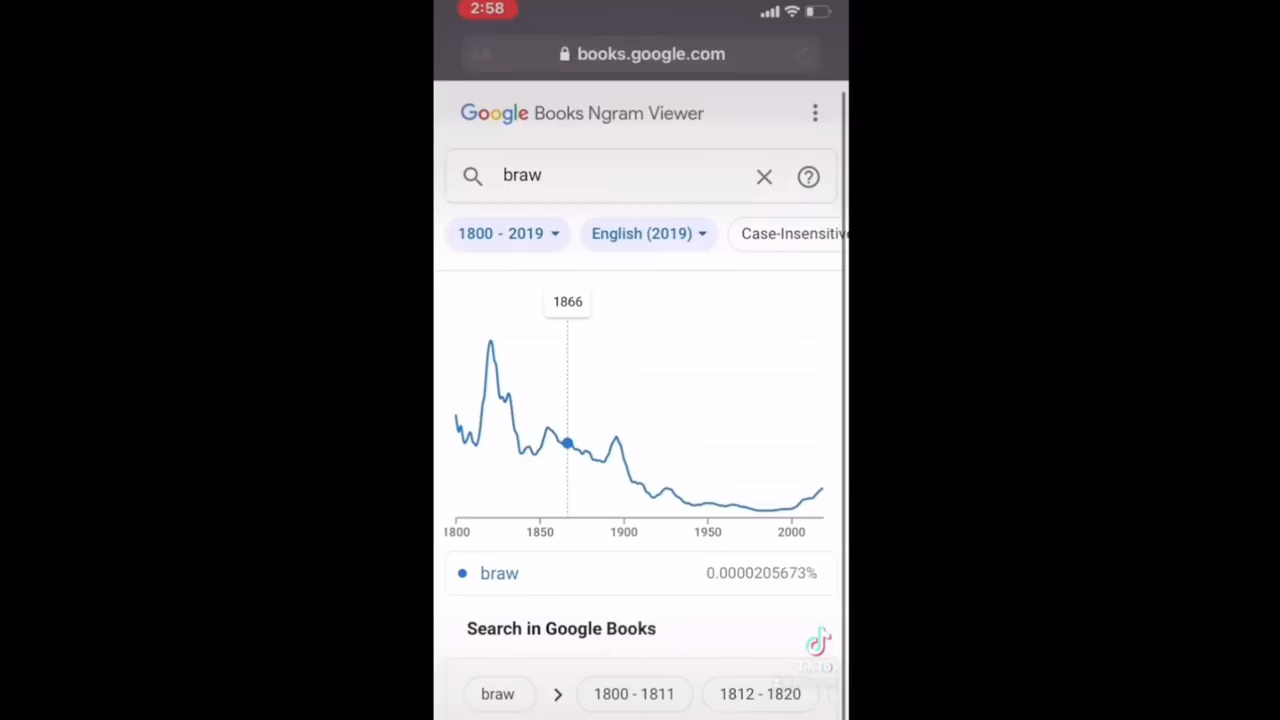 2:58
books.google.com
Google Books Ngram Viewer
braw
1800 - 2019
English (2019)
Case-Insensitiv
1866
1800 1850 1900 1950 2000
braw 0.0000205673%
Search in Google Books
braw 1800 - 1811 1812 - 1820
TikTok